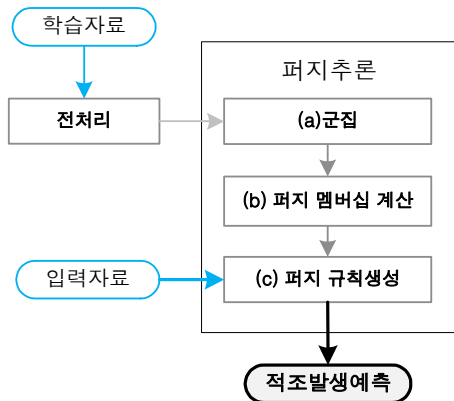 학습자료
퍼지추론
전처리
(a)군집
(b) 퍼지 멤버십 계산
입력자료
(c) 퍼지 규칙생성
적조발생예측